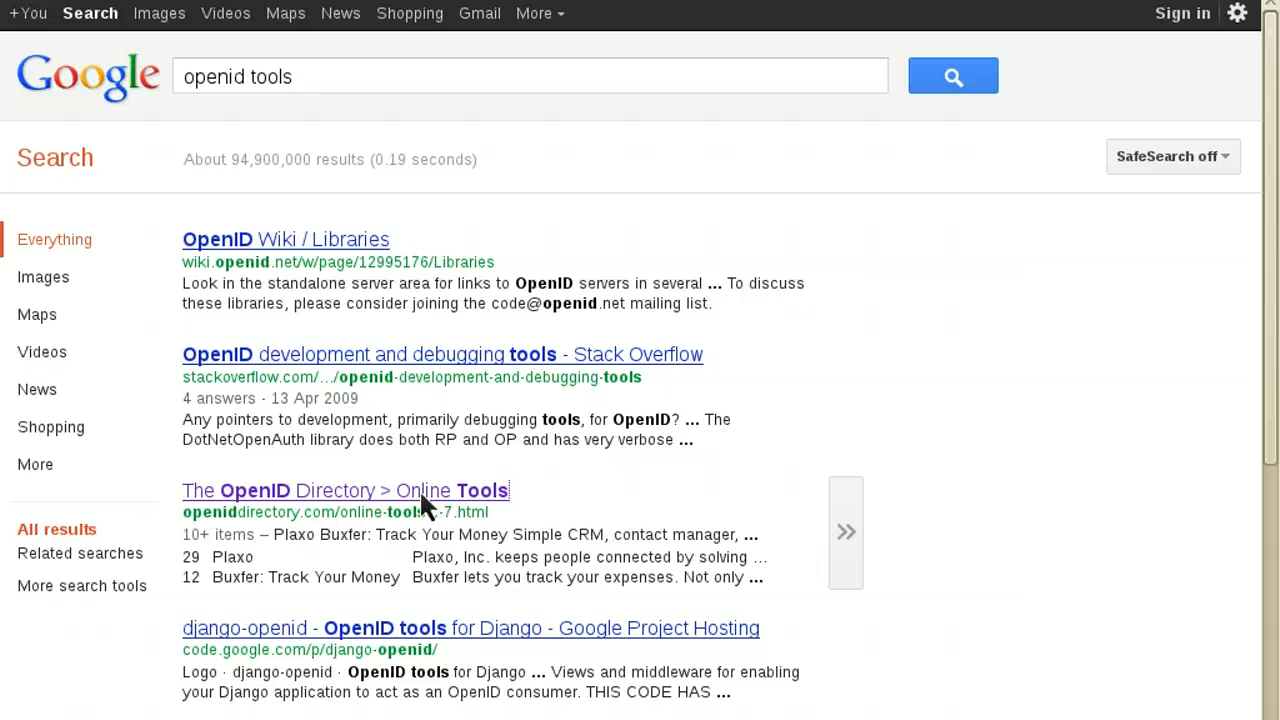 +You Search Images Videos Maps News Shopping Gmail More Sign in
Google openid tools
Search About 94,900,000 results (0.19 seconds) SafeSearch off
Everything
Images
Maps
Videos
News
Shopping
More
All results
Related searches
More search tools
OpenID Wiki / Libraries
wiki.openid.net/w/page/12995176/Libraries
Look in the standalone server area for links to OpenID servers in several ... To discuss
these libraries, please consider joining the code@openid.net mailing list.
OpenID development and debugging tools - Stack Overflow
stackoverflow.com/.../openid-development-and-debugging-tools
4 answers - 13 Apr 2009
Any pointers to development, primarily debugging tools, for OpenID? ... The
DotNetOpenAuth library does both RP and OP and has very verbose ...
The OpenID Directory > Online Tools
openiddirectory.com/online-tools-c-7.html
10+ items – Plaxo Buxfer: Track Your Money Simple CRM, contact manager, ...
29 Plaxo Plaxo, Inc. keeps people connected by solving ...
12 Buxfer: Track Your Money Buxfer lets you track your expenses. Not only ...
django-openid - OpenID tools for Django - Google Project Hosting
code.google.com/p/django-openid/
Logo · django-openid · OpenID tools for Django ... Views and middleware for enabling
your Django application to act as an OpenID consumer. THIS CODE HAS ...